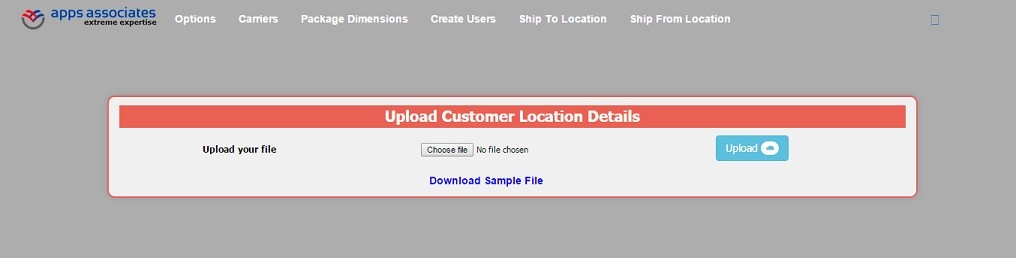 apps associates
extreme expertise
Options Carriers Package Dimensions Create Users Ship To Location Ship From Location
Upload Customer Location Details
Upload your file Choose file No file chosen Upload
Download Sample File